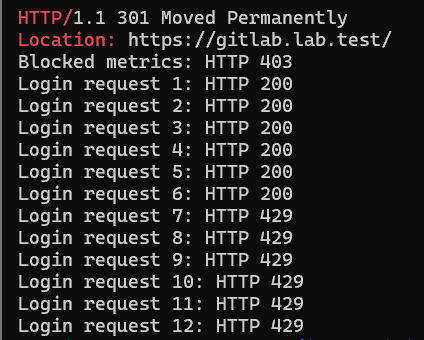 HTTP/1.1 301 Moved Permanently
Location: https://gitlab.lab.test/
Blocked metrics: HTTP 403
Login request 1: HTTP 200
Login request 2: HTTP 200
Login request 3: HTTP 200
Login request 4: HTTP 200
Login request 5: HTTP 200
Login request 6: HTTP 200
Login request 7: HTTP 429
Login request 8: HTTP 429
Login request 9: HTTP 429
Login request 10: HTTP 429
Login request 11: HTTP 429
Login request 12: HTTP 429